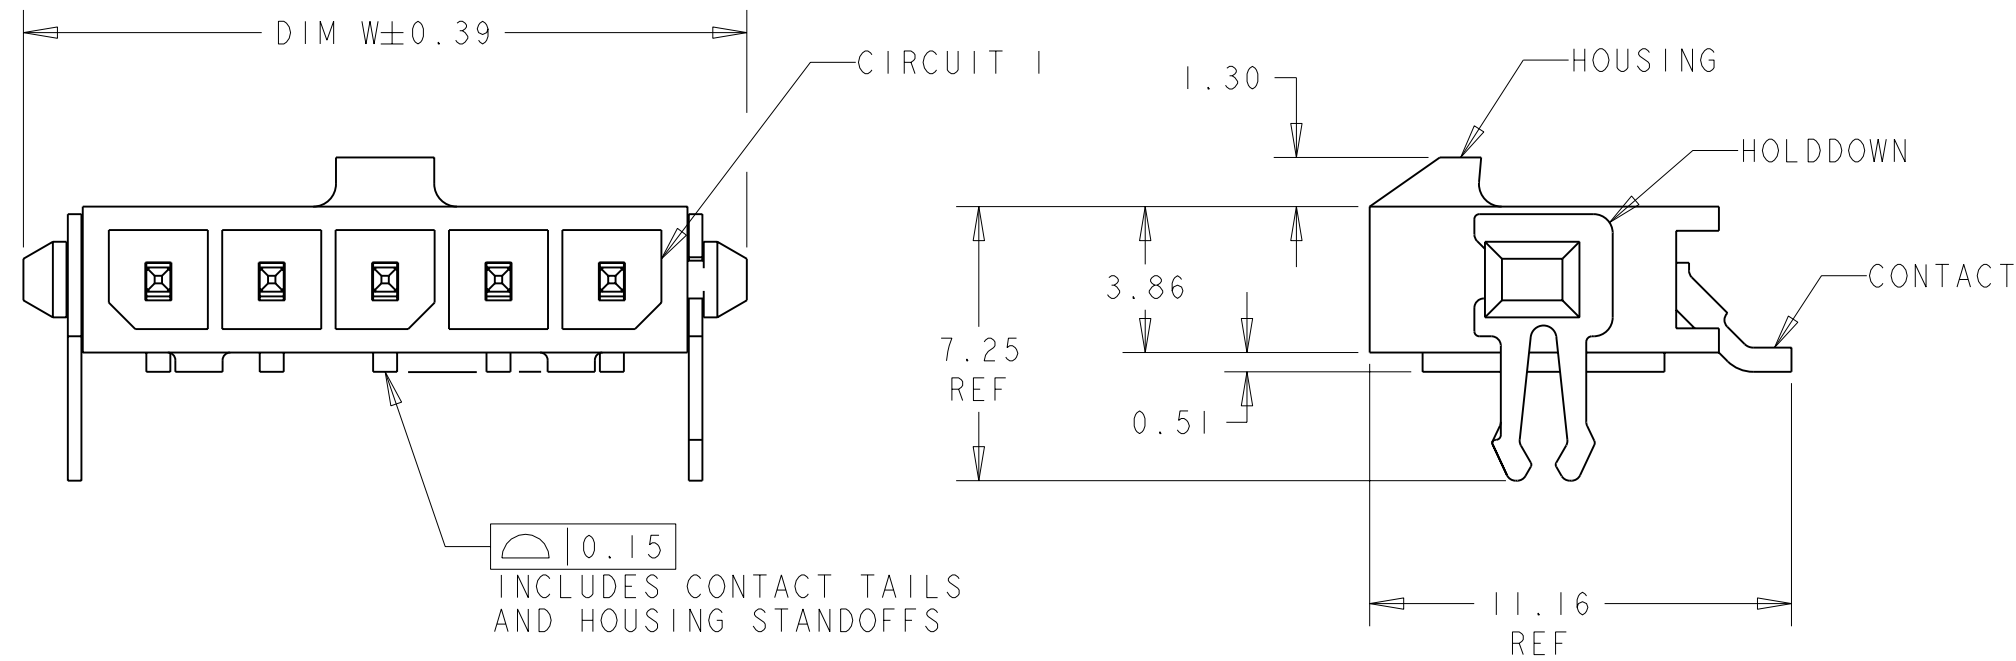 DIM W±0.39
CIRCUIT 1
0.15
INCLUDES CONTACT TAILS
AND HOUSING STANDOFFS
1.30
HOUSING
HOLDDOWN
CONTACT
3.86
7.25
REF
0.51
11.16
REF